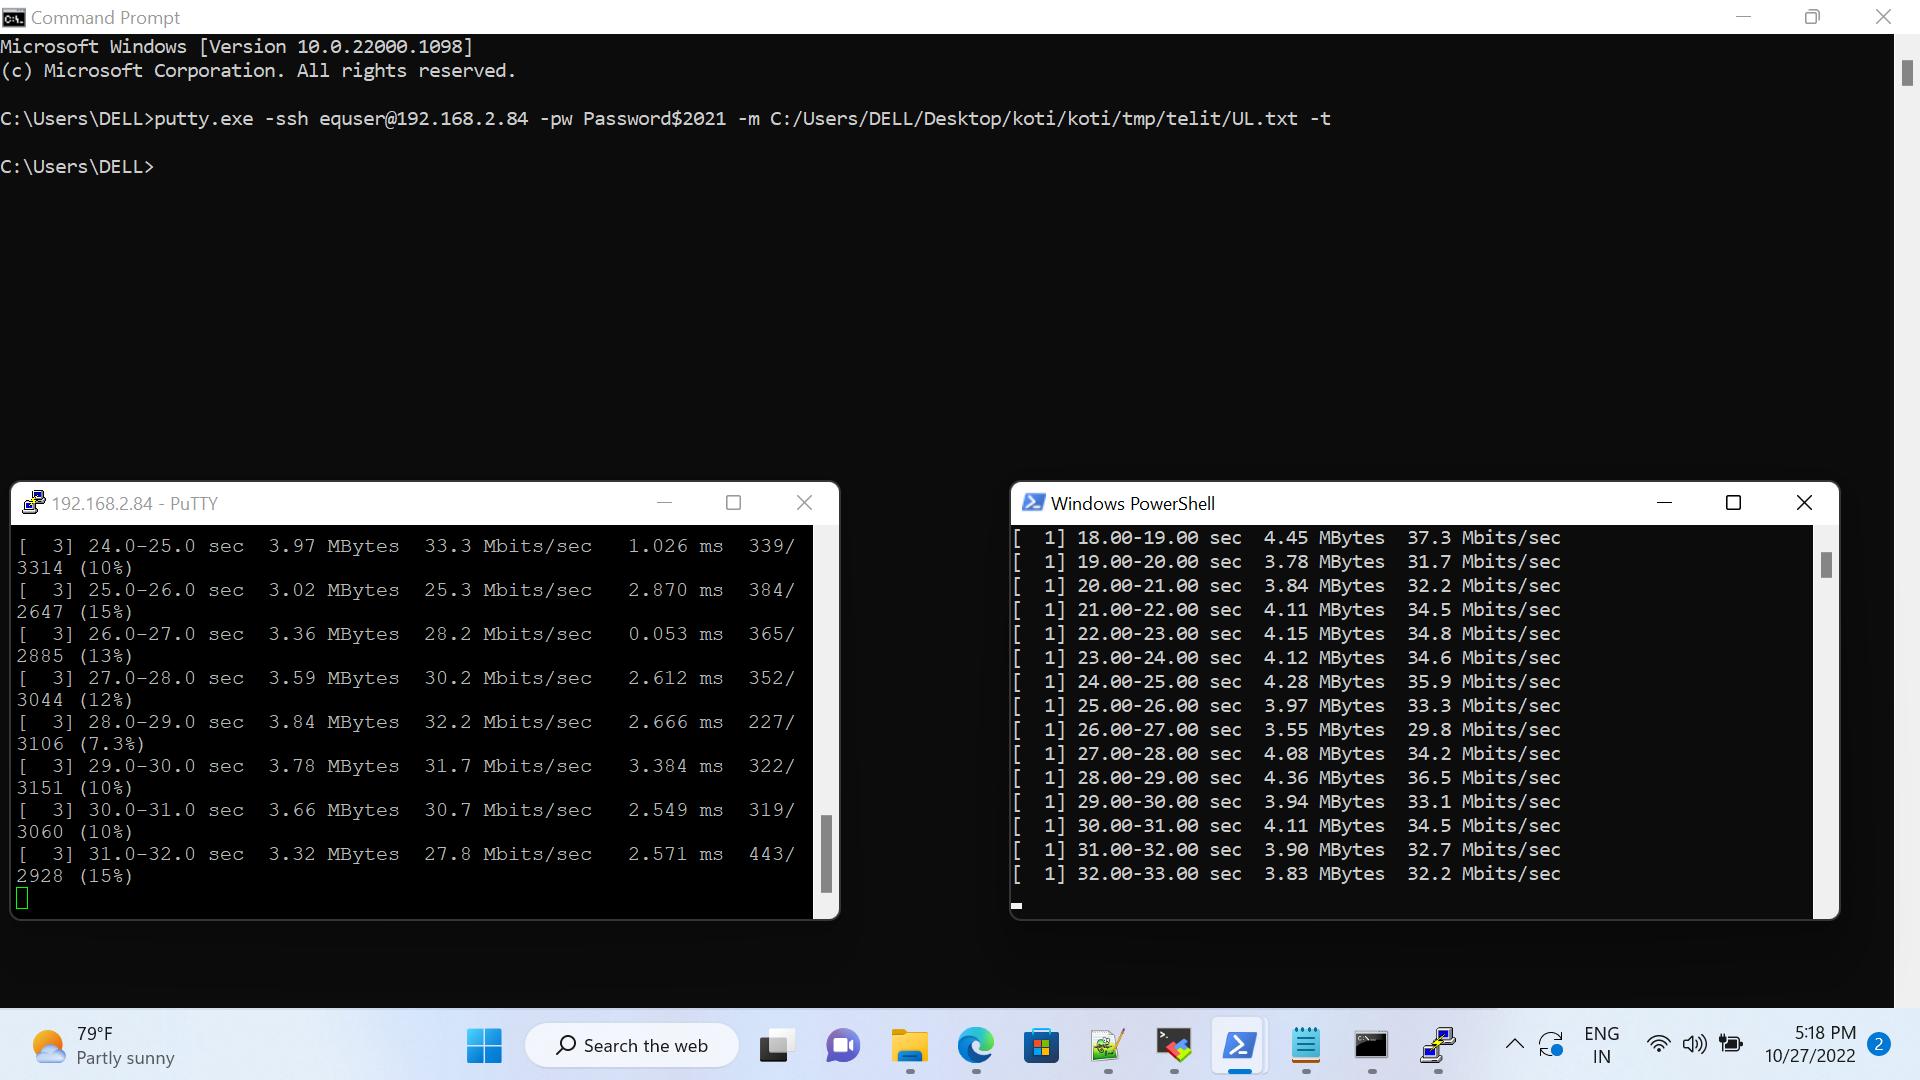 Command Prompt
Microsoft Windows [Version 10.0.22000.1098]
(c) Microsoft Corporation. All rights reserved.
C:\Users\DELL>putty.exe -ssh equser@192.168.2.84 -pw Password$2021 -m C:/Users/DELL/Desktop/koti/koti/tmp/telit/UL.txt -t
C:\Users\DELL>
192.168.2.84 - PuTTY
[  3] 24.0-25.0 sec  3.97 MBytes  33.3 Mbits/sec   1.026 ms  339/
3314 (10%)
[  3] 25.0-26.0 sec  3.02 MBytes  25.3 Mbits/sec   2.870 ms  384/
2647 (15%)
[  3] 26.0-27.0 sec  3.36 MBytes  28.2 Mbits/sec   0.053 ms  365/
2885 (13%)
[  3] 27.0-28.0 sec  3.59 MBytes  30.2 Mbits/sec   2.612 ms  352/
3044 (12%)
[  3] 28.0-29.0 sec  3.84 MBytes  32.2 Mbits/sec   2.666 ms  227/
3106 (7.3%)
[  3] 29.0-30.0 sec  3.78 MBytes  31.7 Mbits/sec   3.384 ms  322/
3151 (10%)
[  3] 30.0-31.0 sec  3.66 MBytes  30.7 Mbits/sec   2.549 ms  319/
3060 (10%)
[  3] 31.0-32.0 sec  3.32 MBytes  27.8 Mbits/sec   2.571 ms  443/
2928 (15%)
Windows PowerShell
[  1] 18.00-19.00 sec  4.45 MBytes  37.3 Mbits/sec
[  1] 19.00-20.00 sec  3.78 MBytes  31.7 Mbits/sec
[  1] 20.00-21.00 sec  3.84 MBytes  32.2 Mbits/sec
[  1] 21.00-22.00 sec  4.11 MBytes  34.5 Mbits/sec
[  1] 22.00-23.00 sec  4.15 MBytes  34.8 Mbits/sec
[  1] 23.00-24.00 sec  4.12 MBytes  34.6 Mbits/sec
[  1] 24.00-25.00 sec  4.28 MBytes  35.9 Mbits/sec
[  1] 25.00-26.00 sec  3.97 MBytes  33.3 Mbits/sec
[  1] 26.00-27.00 sec  3.55 MBytes  29.8 Mbits/sec
[  1] 27.00-28.00 sec  4.08 MBytes  34.2 Mbits/sec
[  1] 28.00-29.00 sec  4.36 MBytes  36.5 Mbits/sec
[  1] 29.00-30.00 sec  3.94 MBytes  33.1 Mbits/sec
[  1] 30.00-31.00 sec  4.11 MBytes  34.5 Mbits/sec
[  1] 31.00-32.00 sec  3.90 MBytes  32.7 Mbits/sec
[  1] 32.00-33.00 sec  3.83 MBytes  32.2 Mbits/sec
79°F
Partly sunny
Search the web
ENG
IN
5:18 PM
10/27/2022
2